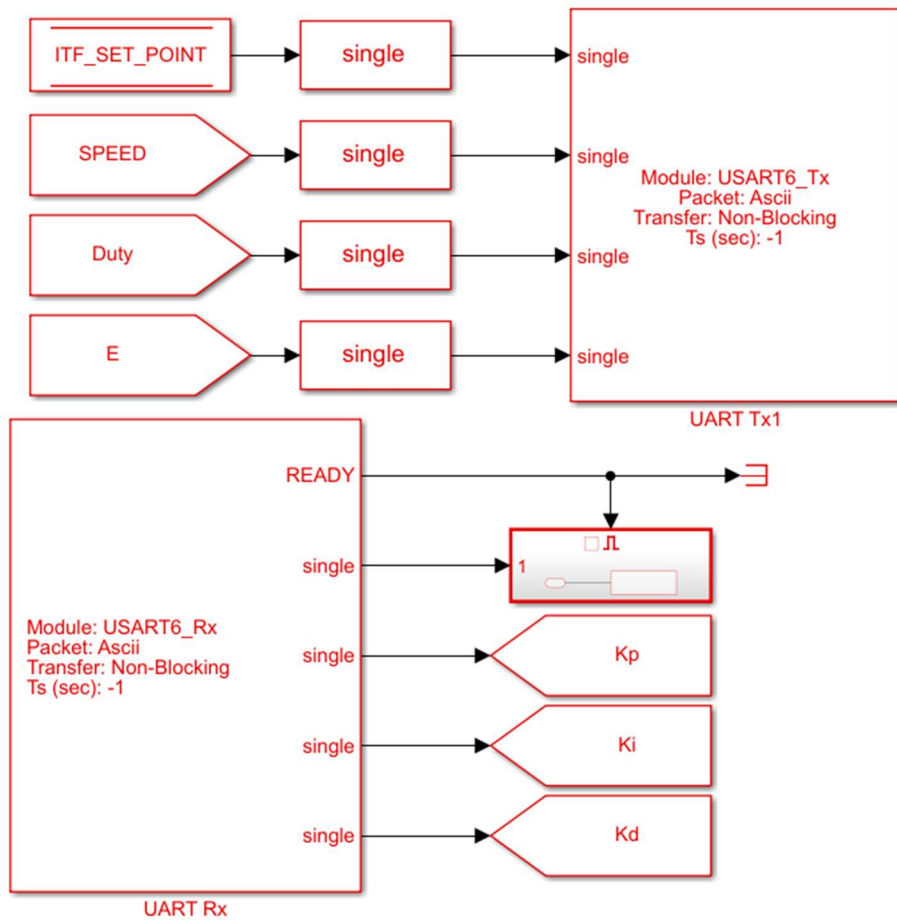 ITF_SET_POINT
single
single
SPEED
single
single
Module: USART6_Tx
Packet: Ascii
Transfer: Non-Blocking
Ts (sec): -1
Duty
single
single
E
single
single
UART Tx1
READY
single
1
Module: USART6_Rx
Packet: Ascii
Transfer: Non-Blocking
Ts (sec): -1
single
Kp
single
Ki
single
Kd
UART Rx